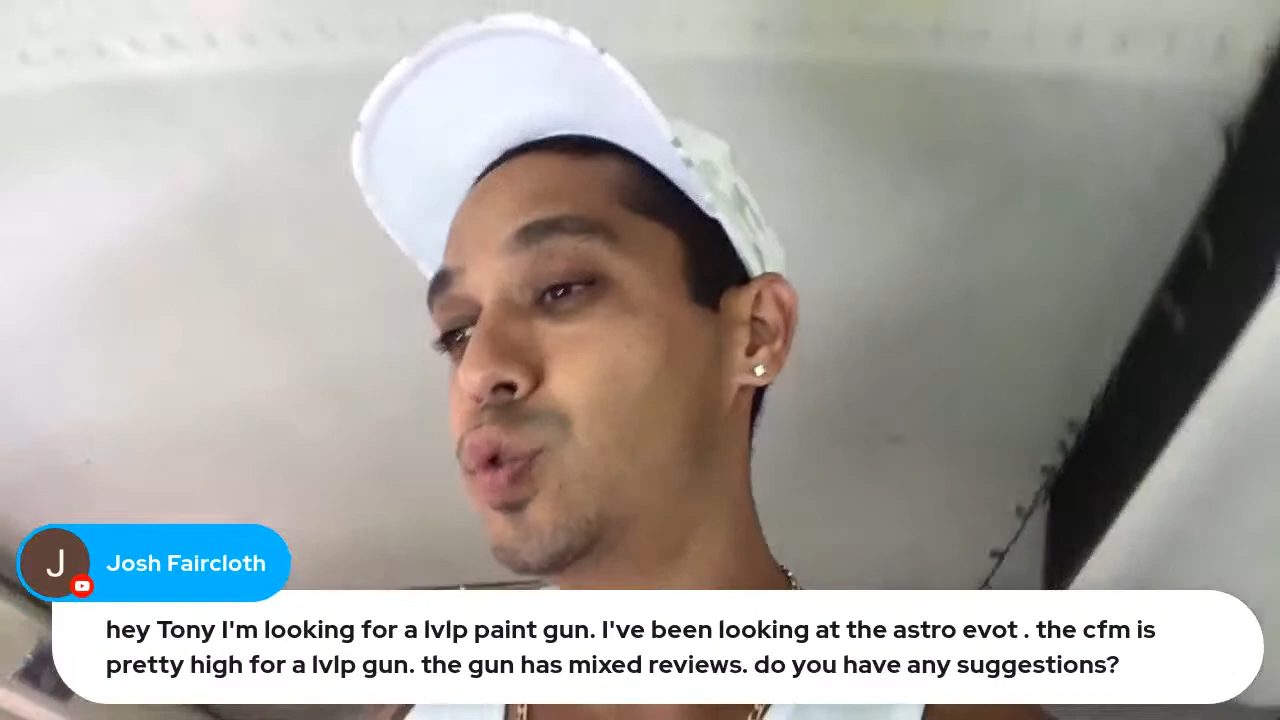 J
Josh Faircloth
hey Tony I'm looking for a lvlp paint gun. I've been looking at the astro evot . the cfm is
pretty high for a lvlp gun. the gun has mixed reviews. do you have any suggestions?